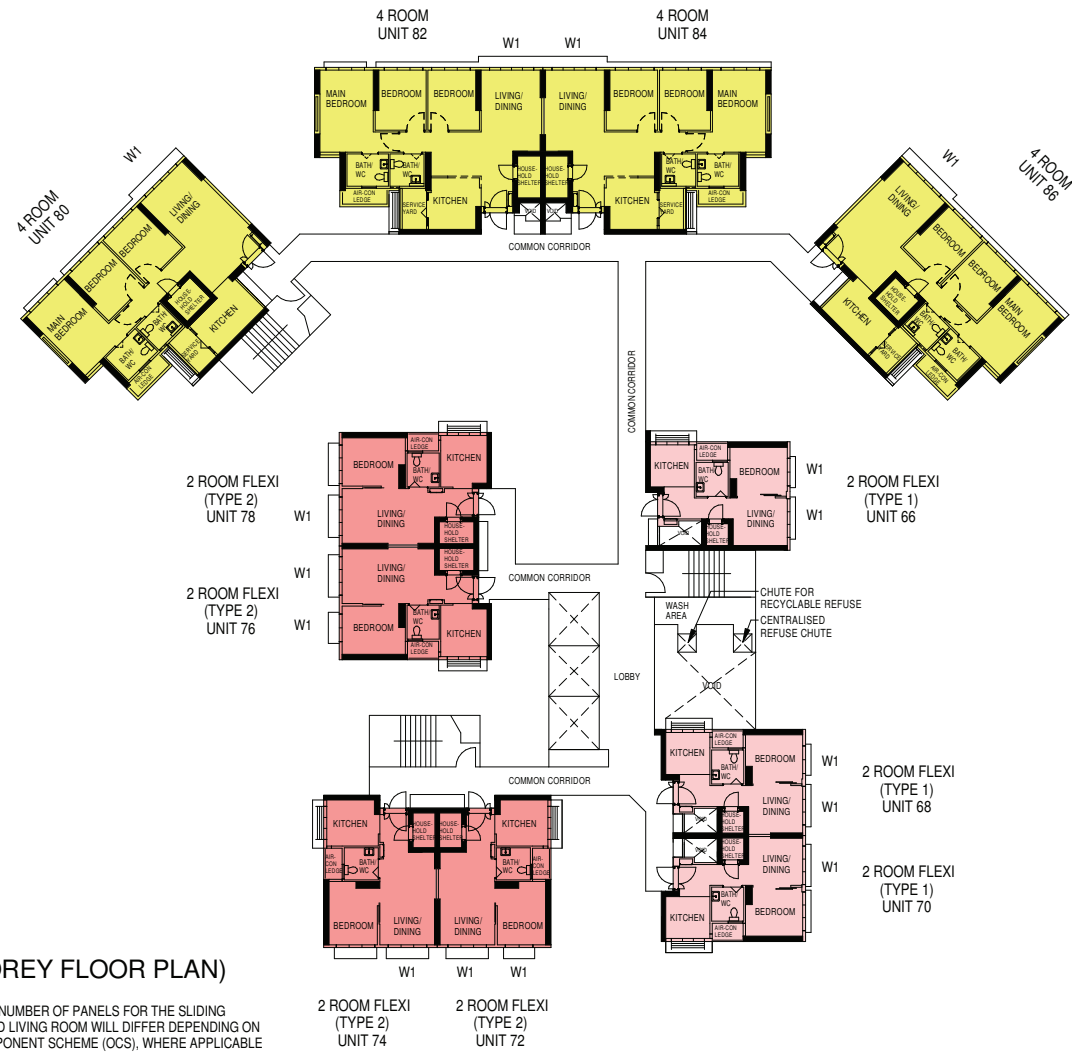 4 ROOM
UNIT 82
4 ROOM
UNIT 84
W1
W1
MAIN
BEDROOM
BEDROOM
BEDROOM
LIVING/
DINING
LIVING/
DINING
BEDROOM
BEDROOM
MAIN
BEDROOM
BATH/
WC
BATH/
WC
HOUSE-
HOLD
SHELTER
HOUSE-
HOLD
SHELTER
BATH/
WC
BATH/
WC
AIR-CON
LEDGE
SERVICE
YARD
KITCHEN
VOID
VOID
KITCHEN
SERVICE
YARD
AIR-CON
LEDGE
COMMON CORRIDOR
4 ROOM
UNIT 80
W1
LIVING/
DINING
BEDROOM
BEDROOM
MAIN
BEDROOM
HOUSE-
HOLD
SHELTER
KITCHEN
BATH/
WC
BATH/
WC
SERVICE
YARD
AIR-CON
LEDGE
4 ROOM
UNIT 86
W1
LIVING/
DINING
BEDROOM
BEDROOM
MAIN
BEDROOM
HOUSE-
HOLD
SHELTER
KITCHEN
BATH/
WC
BATH/
WC
SERVICE
YARD
AIR-CON
LEDGE
COMMON CORRIDOR
2 ROOM FLEXI
(TYPE 2)
UNIT 78
W1
BEDROOM
AIR-CON
LEDGE
BATH/
WC
KITCHEN
LIVING/
DINING
HOUSE-
HOLD
SHELTER
2 ROOM FLEXI
(TYPE 2)
UNIT 76
W1
W1
HOUSE-
HOLD
SHELTER
LIVING/
DINING
BEDROOM
BATH/
WC
KITCHEN
AIR-CON
LEDGE
COMMON CORRIDOR
2 ROOM FLEXI
(TYPE 1)
UNIT 66
W1
W1
KITCHEN
AIR-CON
LEDGE
BATH/
WC
BEDROOM
LIVING/
DINING
VOID
HOUSE-
HOLD
SHELTER
CHUTE FOR
RECYCLABLE REFUSE
CENTRALISED
REFUSE CHUTE
WASH
AREA
VOID
LOBBY
COMMON CORRIDOR
KITCHEN
AIR-CON
LEDGE
BATH/
WC
BEDROOM
LIVING/
DINING
VOID
HOUSE-
HOLD
SHELTER
W1
W1
2 ROOM FLEXI
(TYPE 1)
UNIT 68
VOID
HOUSE-
HOLD
SHELTER
LIVING/
DINING
BATH/
WC
KITCHEN
BEDROOM
AIR-CON
LEDGE
W1
2 ROOM FLEXI
(TYPE 1)
UNIT 70
KITCHEN
HOUSE-
HOLD
SHELTER
HOUSE-
HOLD
SHELTER
KITCHEN
AIR-
CON
LEDGE
BATH/
WC
BATH/
WC
AIR-
CON
LEDGE
BEDROOM
LIVING/
DINING
LIVING/
DINING
BEDROOM
W1
W1
W1
2 ROOM FLEXI
(TYPE 2)
UNIT 74
2 ROOM FLEXI
(TYPE 2)
UNIT 72
OREY FLOOR PLAN)
NUMBER OF PANELS FOR THE SLIDING
D LIVING ROOM WILL DIFFER DEPENDING ON
PONENT SCHEME (OCS), WHERE APPLICABLE